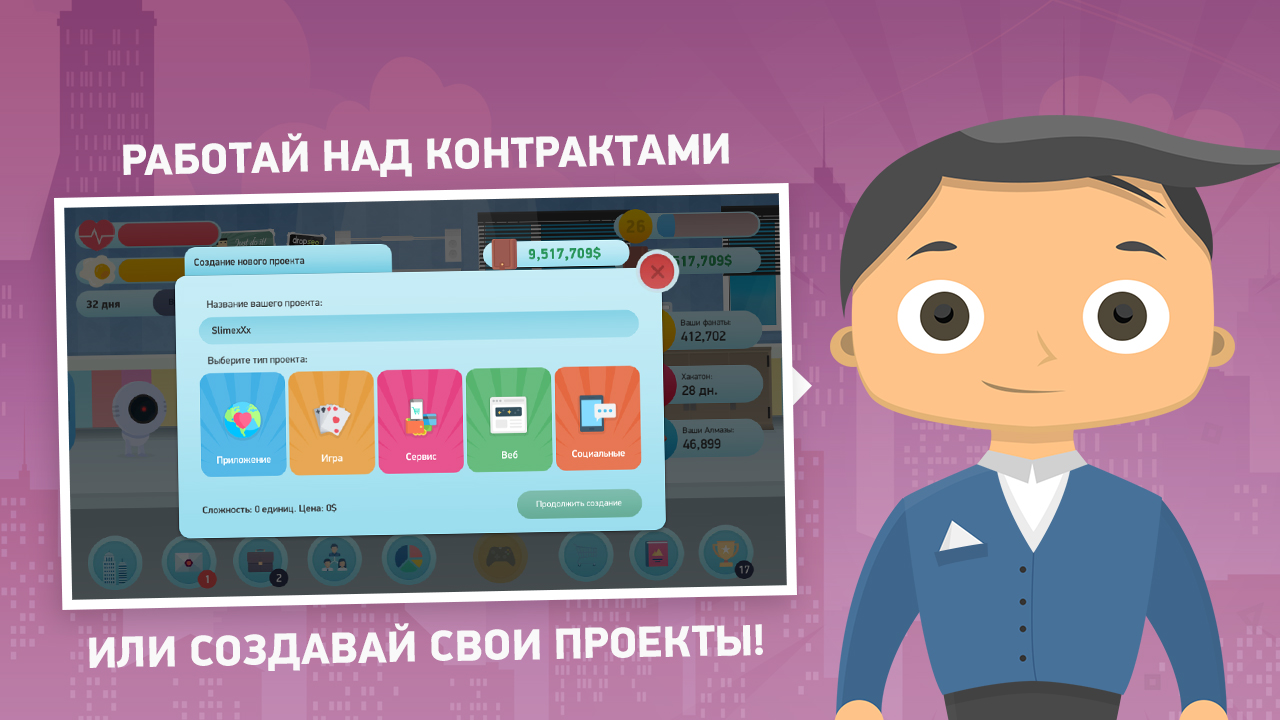 РАБОТАЙ НАД КОНТРАКТАМИ
26
9,517,709$
517,709$
Создание нового проекта
32 дня
Название вашего проекта:
SlimexXx
Ваши фанаты:
412,702
Выберите тип проекта:
Хакатон:
28 дн.
Приложение
Игра
Сервис
Веб
Социальные
Ваши Алмазы:
46,899
Сложность: 0 единиц. Цена: 0$
Продолжить создание
1
2
17
ИЛИ СОЗДАВАЙ СВОИ ПРОЕКТЫ!